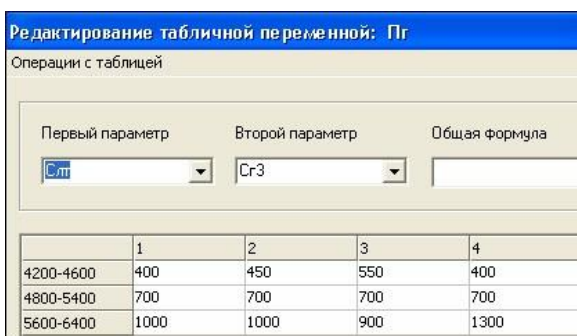 Редактирование табличной переменной: Пг
Операции с таблицей
Первый параметр Второй параметр Общая формула
Слт Сг3
1 2 3 4
4200-4600 400 450 550 400
4800-5400 700 700 700 700
5600-6400 1000 1000 900 1300